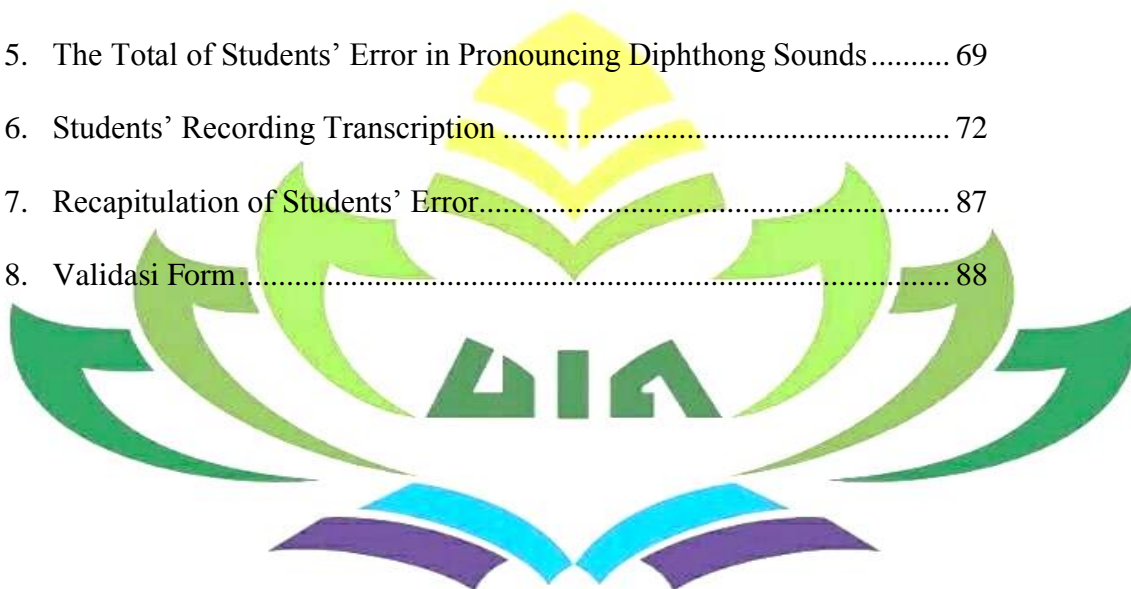 5. The Total of Students’ Error in Pronouncing Diphthong Sounds.......... 69
6. Students’ Recording Transcription ........................................................ 72
7. Recapitulation of Students’ Error........................................................... 87
8. Validasi Form......................................................................................... 88
UIN